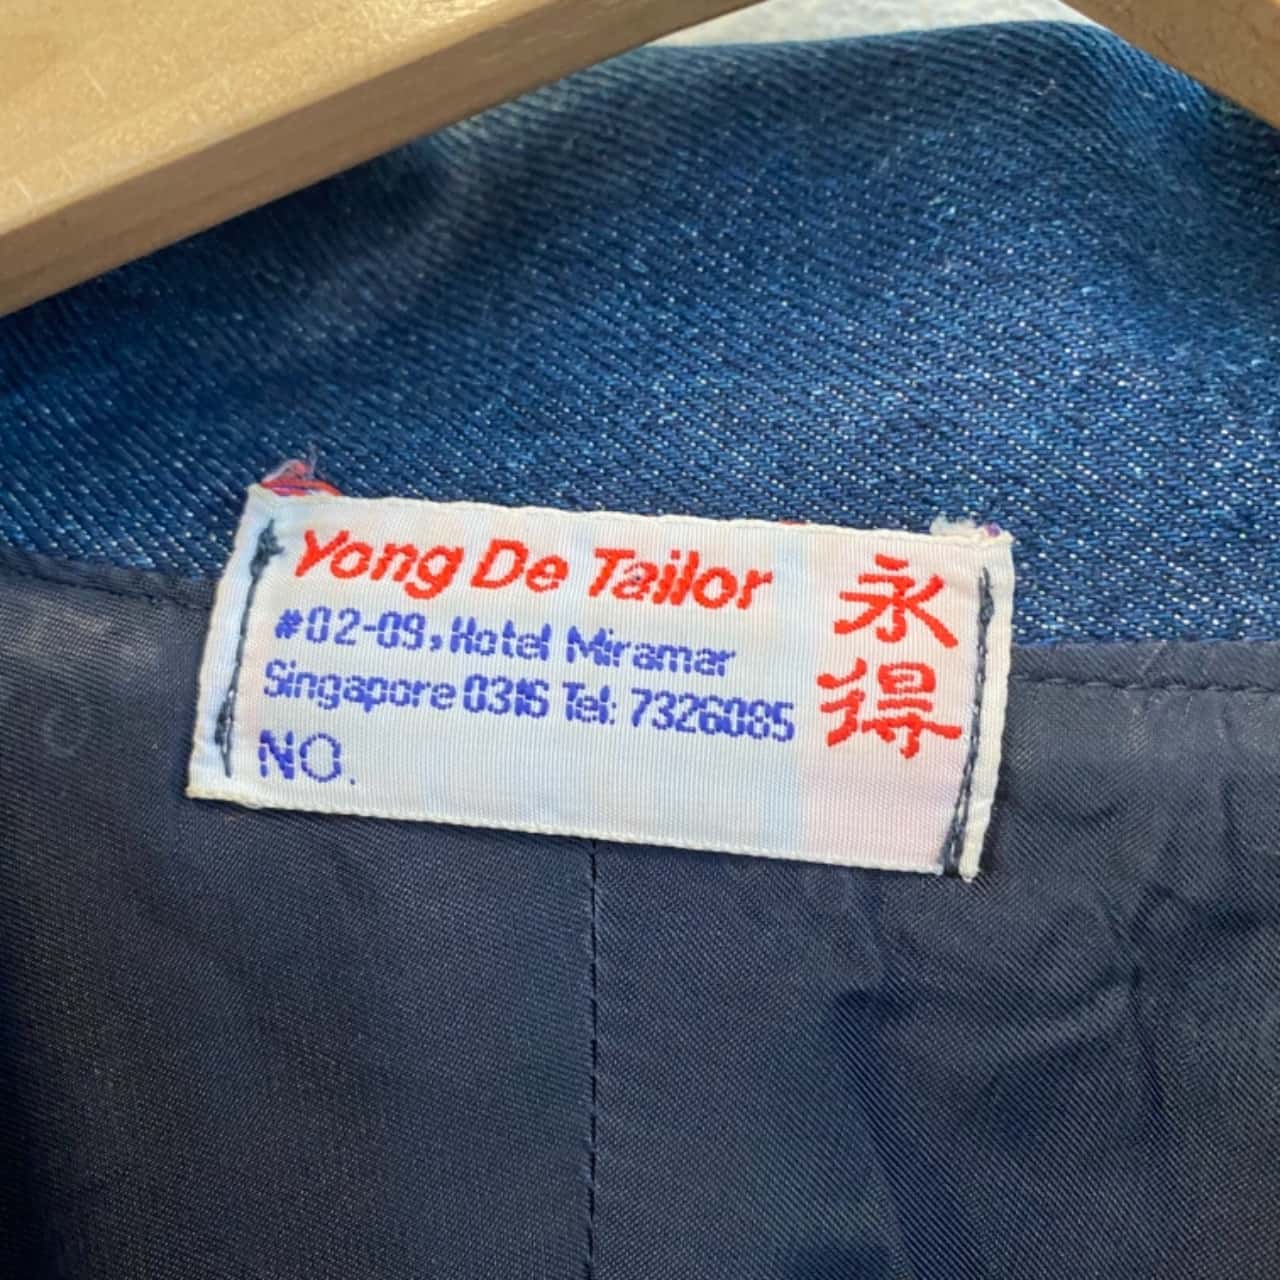 Yong De Tailor
#02-09, Hotel Miramar
Singapore 0316 Tel: 7326085
NO.
永得